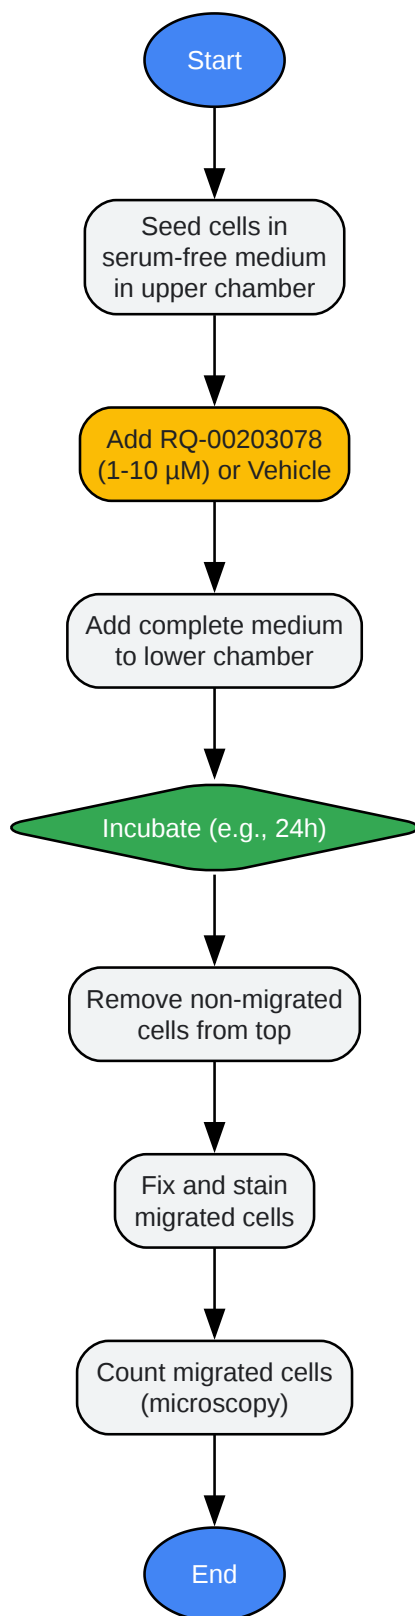 Start
Seed cells in
serum-free medium
in upper chamber
Add RQ-00203078
(1-10 µM) or Vehicle
Add complete medium
to lower chamber
Incubate (e.g., 24h)
Remove non-migrated
cells from top
Fix and stain
migrated cells
Count migrated cells
(microscopy)
End